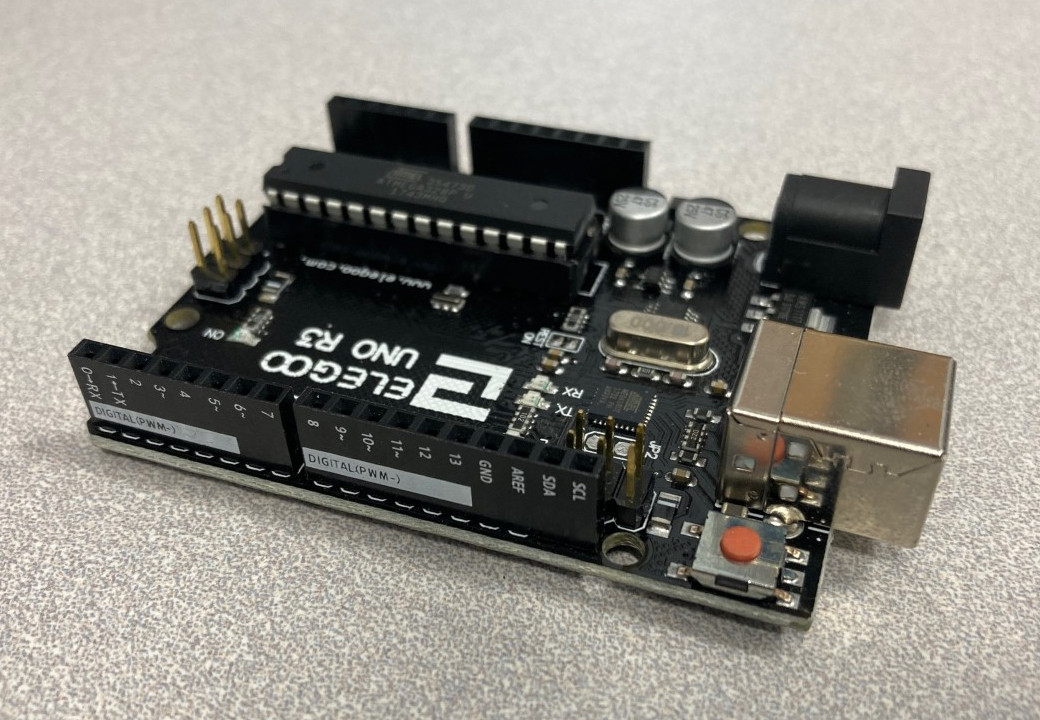 www.elegoo.com
ON
UNO R3
ELEGOO
RX
TX
L
JP2
0←RX
1→TX
2
3~
4
5~
6~
7
DIGITAL(PWM~)
8
9~
10~
11~
12
13
GND
AREF
SDA
SCL
DIGITAL(PWM~)